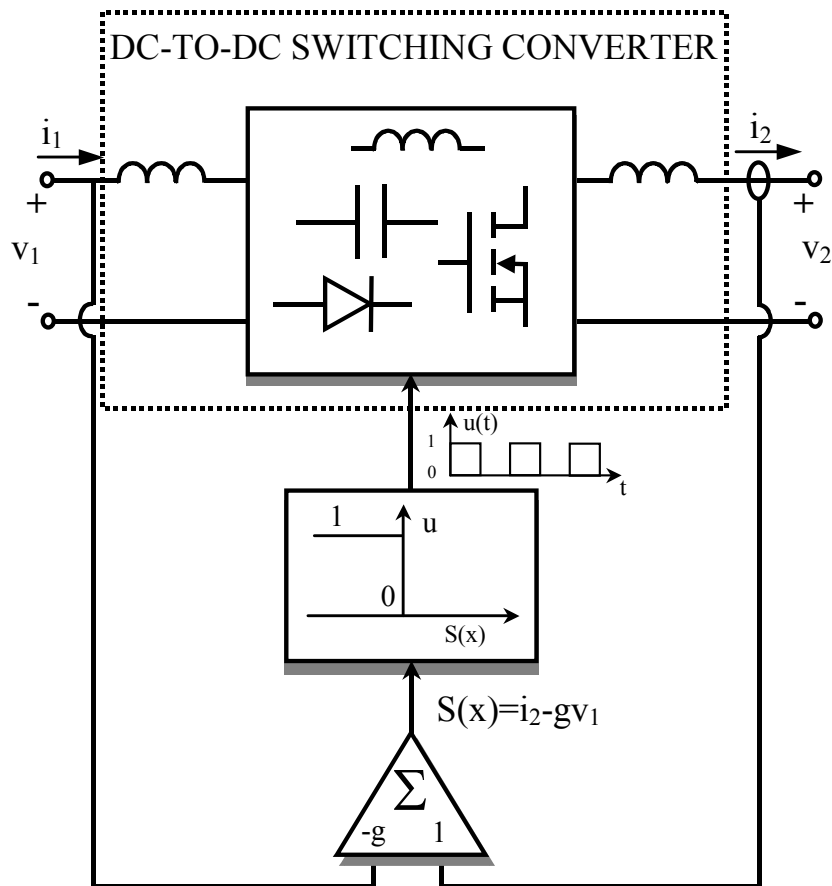 DC-TO-DC SWITCHING CONVERTER
i₁
i₂
+
+
v₁
v₂
-
-
u(t)
1
0
t
1
u
0
S(x)
S(x)=i₂-gv₁
Σ
-g 1